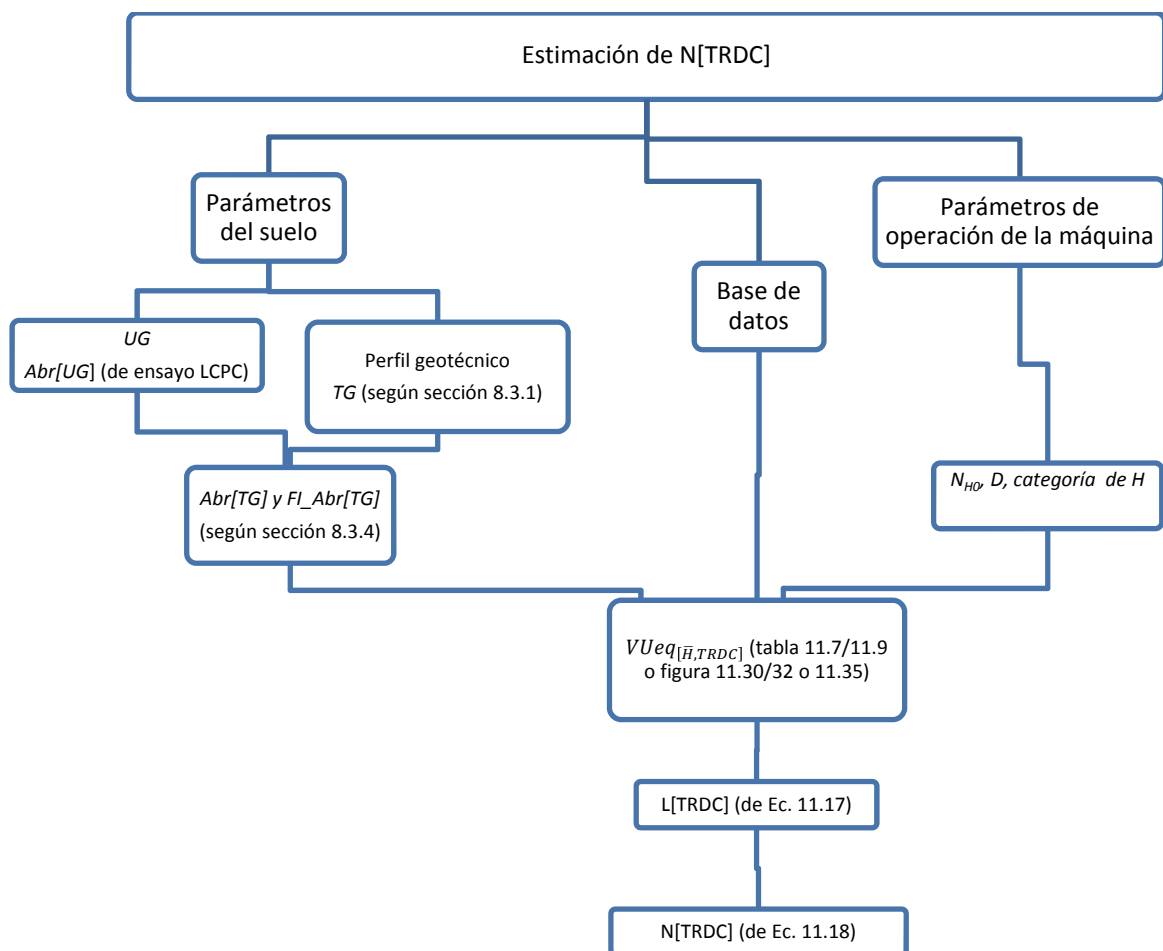 Estimación de N[TRDC]
Parámetros
del suelo
Parámetros de
operación de la máquina
Base de
datos
UG
Abr[UG] (de ensayo LCPC)
Perfil geotécnico
TG (según sección 8.3.1)
Abr[TG] y FI_Abr[TG]
(según sección 8.3.4)
N_{H0}, D, categoría de H
VUeq_{[H̅,TRDC]} (tabla 11.7/11.9
o figura 11.30/32 o 11.35)
L[TRDC] (de Ec. 11.17)
N[TRDC] (de Ec. 11.18)